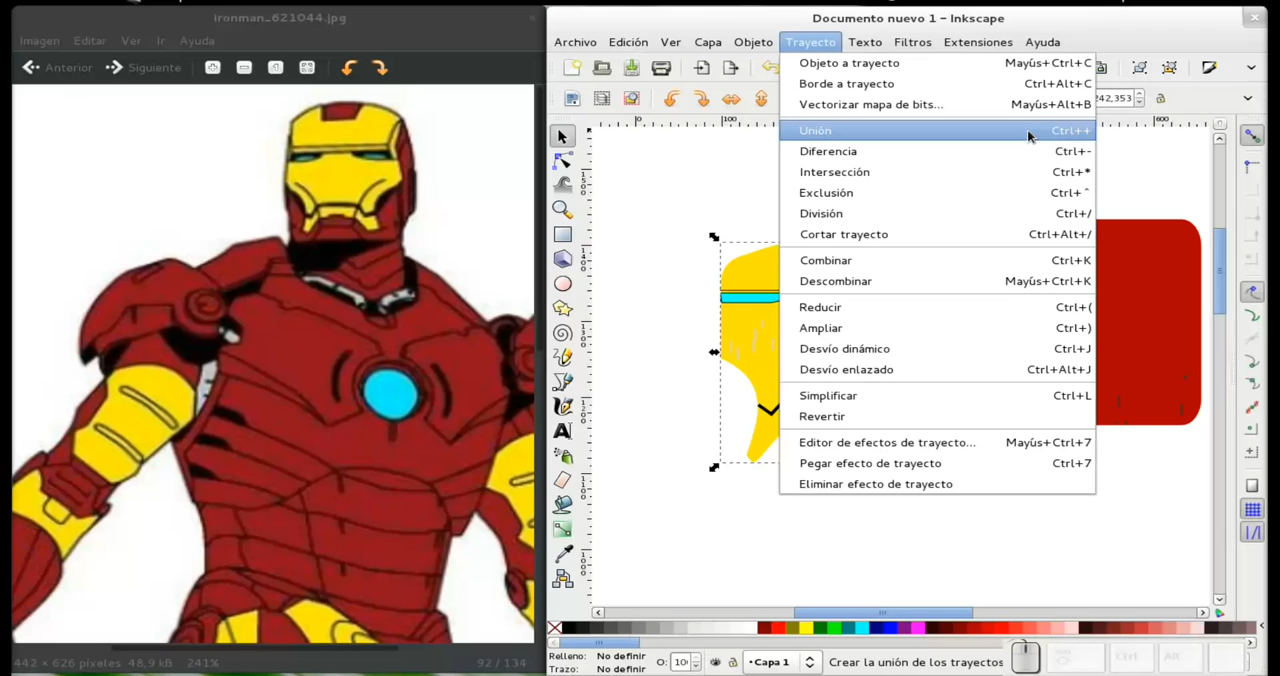 ironman_621044.jpg
Imagen Editar Ver Ir Ayuda
Anterior Siguiente
442 × 626 píxeles 48,9 kB 241%
92 / 134
Documento nuevo 1 - Inkscape
Archivo Edición Ver Capa Objeto Trayecto Texto Filtros Extensiones Ayuda
242,353
0 100 600
Objeto a trayecto Mayús+Ctrl+C
Borde a trayecto Ctrl+Alt+C
Vectorizar mapa de bits... Mayús+Alt+B
Unión Ctrl++
Diferencia Ctrl+-
Intersección Ctrl+*
Exclusión Ctrl+^
División Ctrl+/
Cortar trayecto Ctrl+Alt+/
Combinar Ctrl+K
Descombinar Mayús+Ctrl+K
Reducir Ctrl+(
Ampliar Ctrl+)
Desvío dinámico Ctrl+J
Desvío enlazado Ctrl+Alt+J
Simplificar Ctrl+L
Revertir
Editor de efectos de trayecto... Mayús+Ctrl+7
Pegar efecto de trayecto Ctrl+7
Eliminar efecto de trayecto
Relleno: No definir
Trazo: No definir
O: 10
•Capa 1
Crear la unión de los trayectos
Ctrl Alt